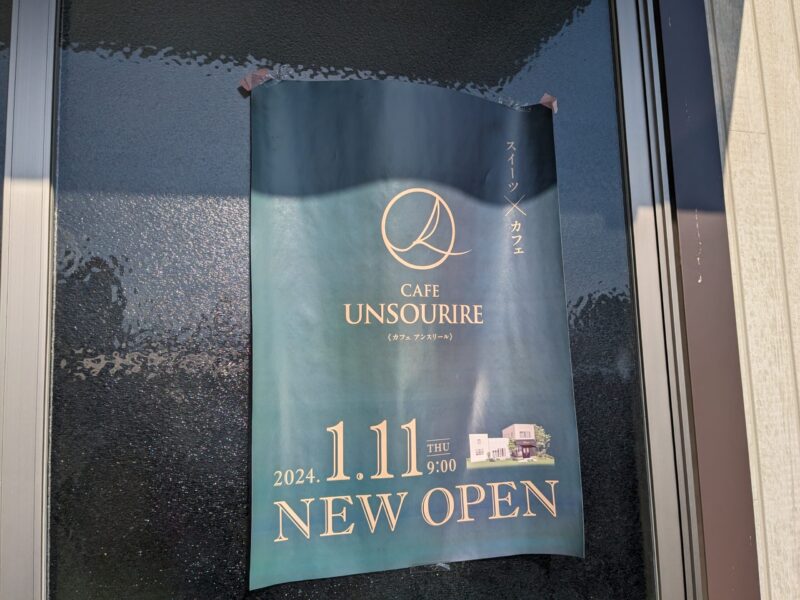 スイーツ×カフェ
CAFE
UNSOURIRE
《カフェ アンスリール》
2024. 1.11 THU 9:00
NEW OPEN